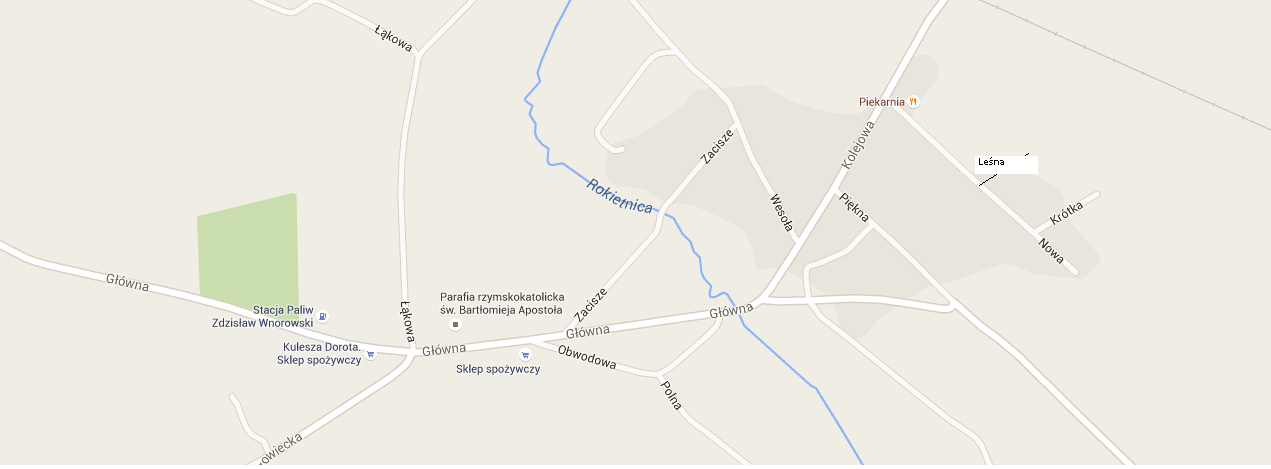 Łąkowa
Piekarnia
Kolejowa
Zacisze
Leśna
Rokietnica
Wesoła
Piękna
Krótka
Nowa
Główna
Stacja Paliw
Zdzisław Wnorowski
Łąkowa
Parafia rzymskokatolicka
św. Bartłomieja Apostoła
Zacisze
Główna
Główna
Kulesza Dorota.
Sklep spożywczy
Główna
Sklep spożywczy
Obwodowa
Polna
owiecka